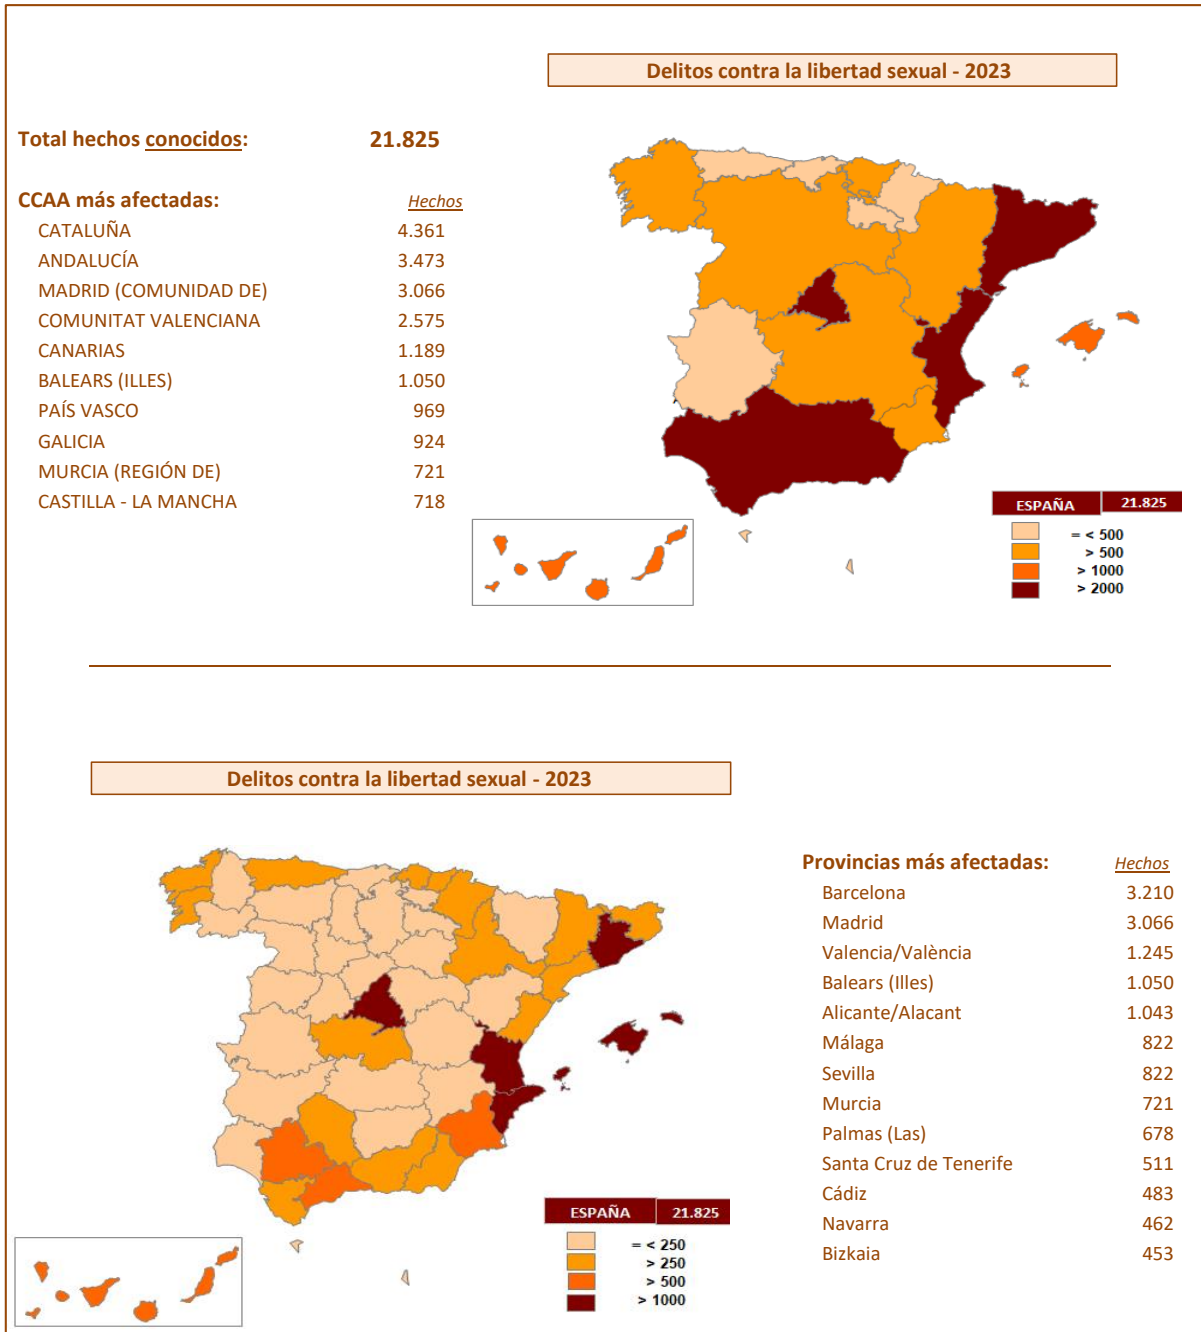 Delitos contra la libertad sexual - 2023
Total hechos conocidos: 21.825
CCAA más afectadas: Hechos
CATALUÑA 4.361
ANDALUCÍA 3.473
MADRID (COMUNIDAD DE) 3.066
COMUNITAT VALENCIANA 2.575
CANARIAS 1.189
BALEARS (ILLES) 1.050
PAÍS VASCO 969
GALICIA 924
MURCIA (REGIÓN DE) 721
CASTILLA - LA MANCHA 718
ESPAÑA 21.825
= < 500
> 500
> 1000
> 2000
Delitos contra la libertad sexual - 2023
Provincias más afectadas: Hechos
Barcelona 3.210
Madrid 3.066
Valencia/València 1.245
Balears (Illes) 1.050
Alicante/Alacant 1.043
Málaga 822
Sevilla 822
Murcia 721
Palmas (Las) 678
Santa Cruz de Tenerife 511
Cádiz 483
Navarra 462
Bizkaia 453
ESPAÑA 21.825
= < 250
> 250
> 500
> 1000